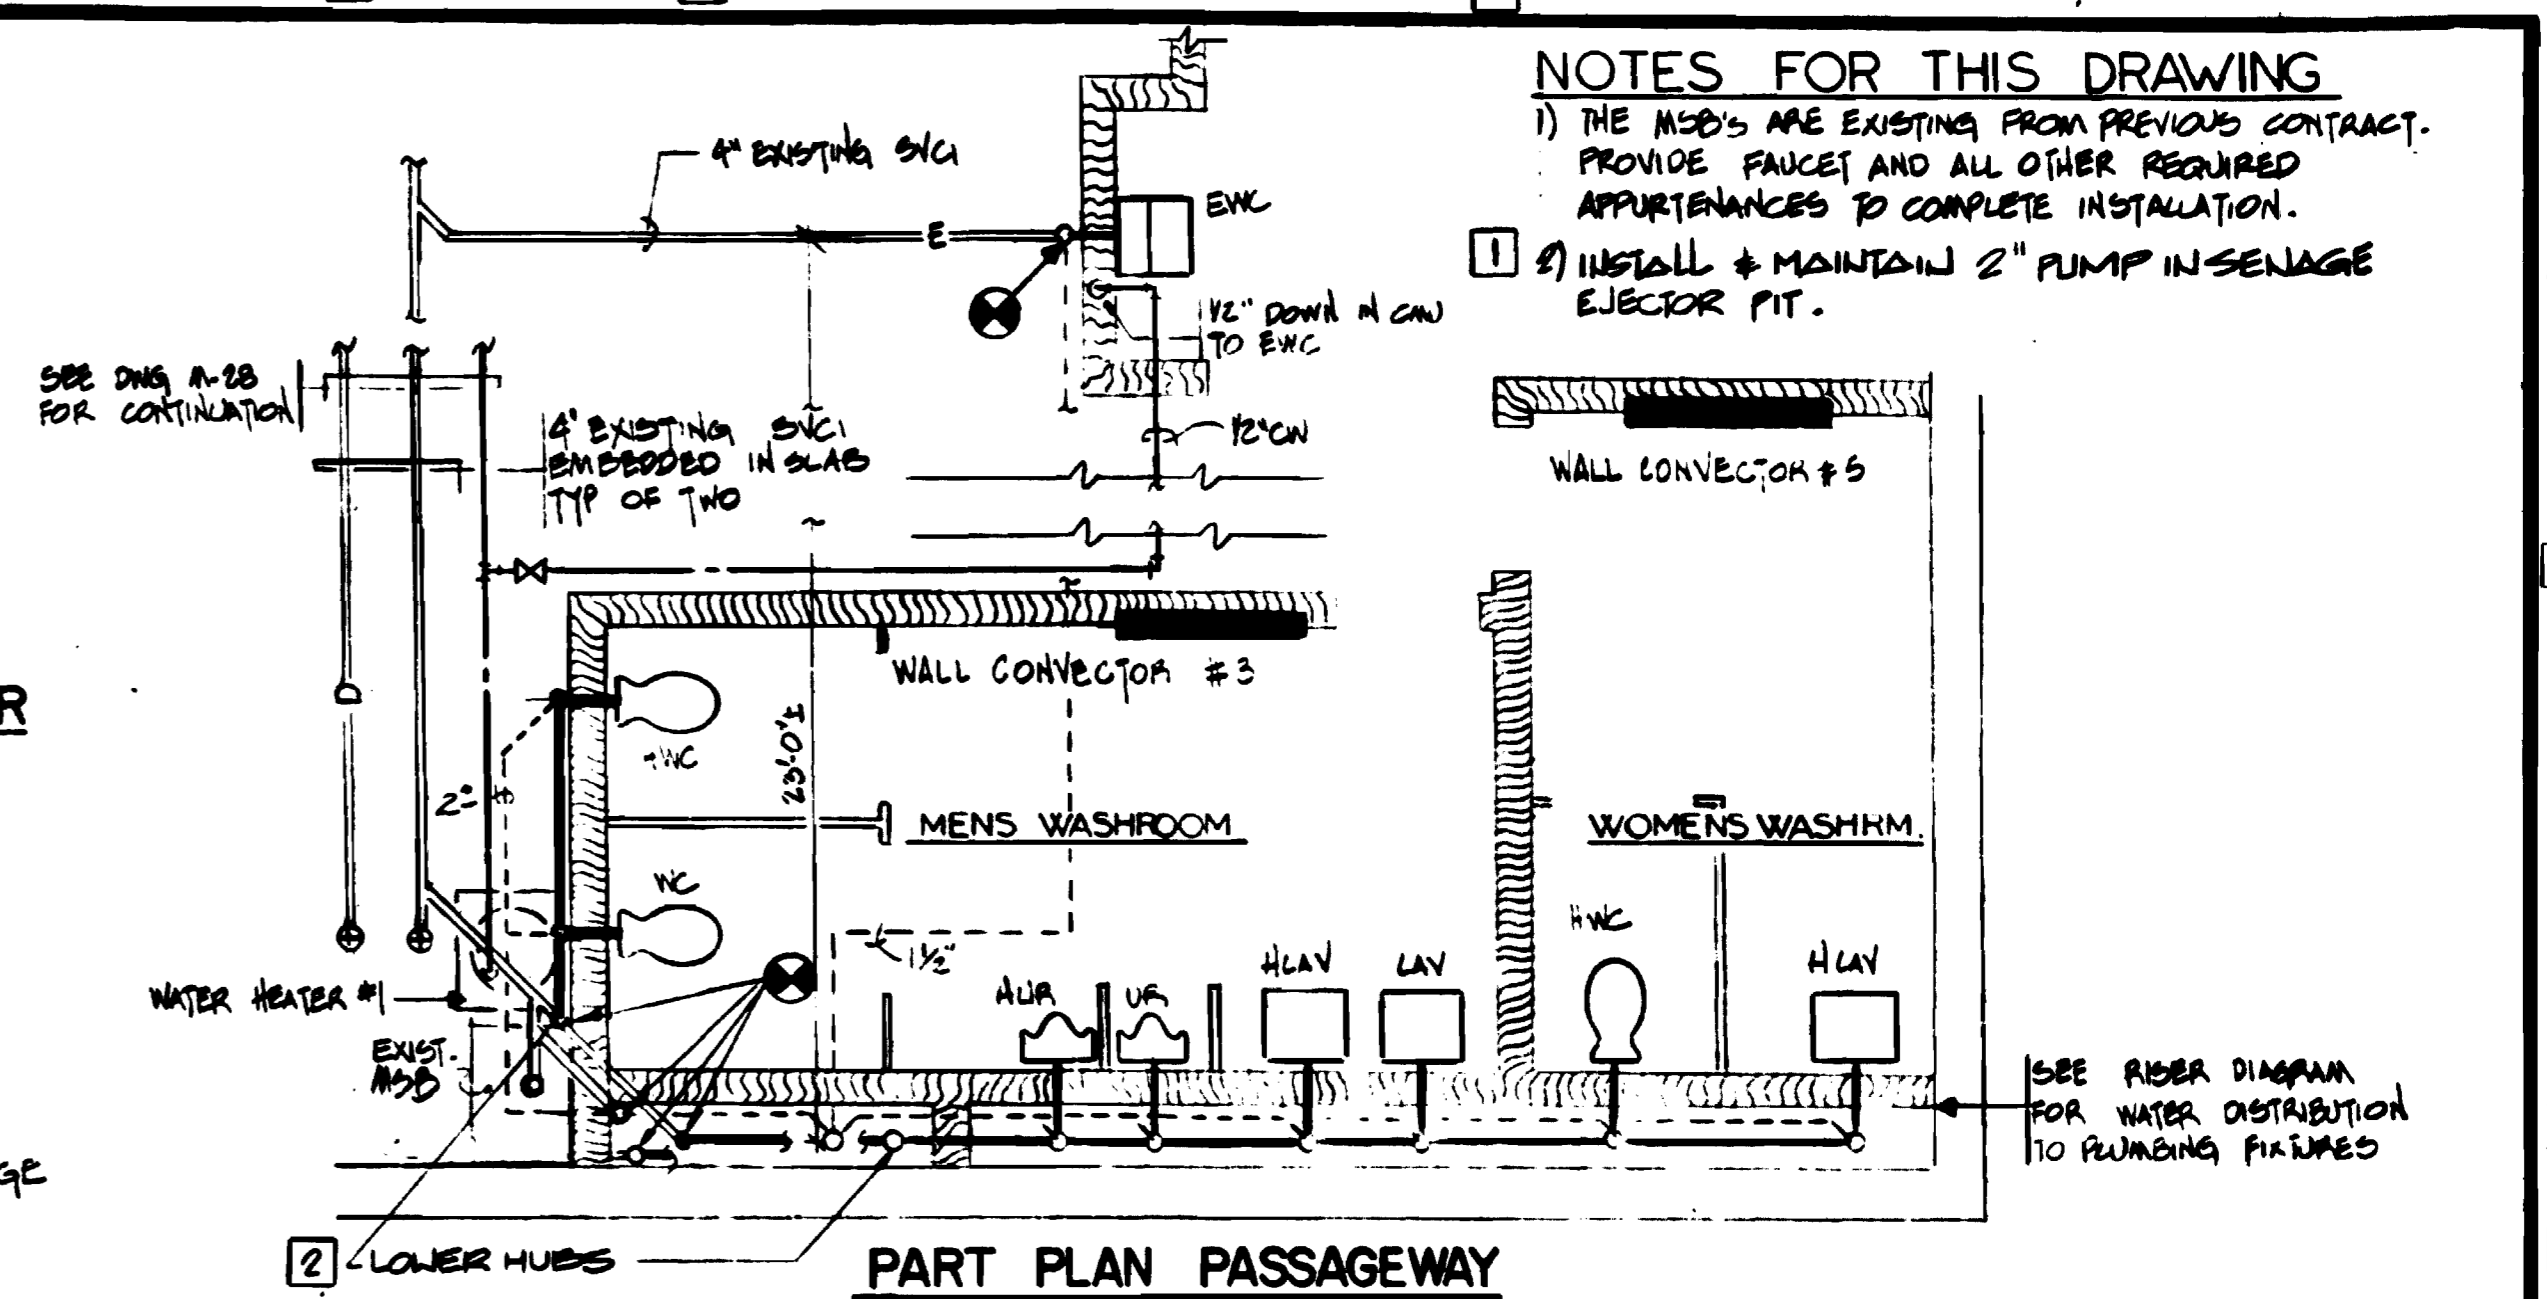 NOTES FOR THIS DRAWING
1) THE MSB'S ARE EXISTING FROM PREVIOUS CONTRACT.
PROVIDE FAUCET AND ALL OTHER REQUIRED
APPURTENANCES TO COMPLETE INSTALLATION.
1 2) INSTALL & MAINTAIN 2" PUMP IN SEWAGE
EJECTOR PIT.
4" EXISTING SVCI
E
EWC
1/2" DOWN IN CMU
TO EWC
SEE DWG M-28
FOR CONTINUATION
4" EXISTING SVCI
EMBEDDED IN SLAB
TYP OF TWO
1/2" CW
WALL CONVECTOR #5
WALL CONVECTOR #3
R
HWC
23'-0"±
2"
MENS WASHROOM
WOMENS WASHRM.
WC
HWC
1 1/2"
HUR
UR
HLAV
LAV
HLAV
WATER HEATER #1
EXIST.
MSB
SEE RISER DIAGRAM
FOR WATER DISTRIBUTION
TO PLUMBING FIXTURES
GE
2 LOWER HUBS
PART PLAN PASSAGEWAY